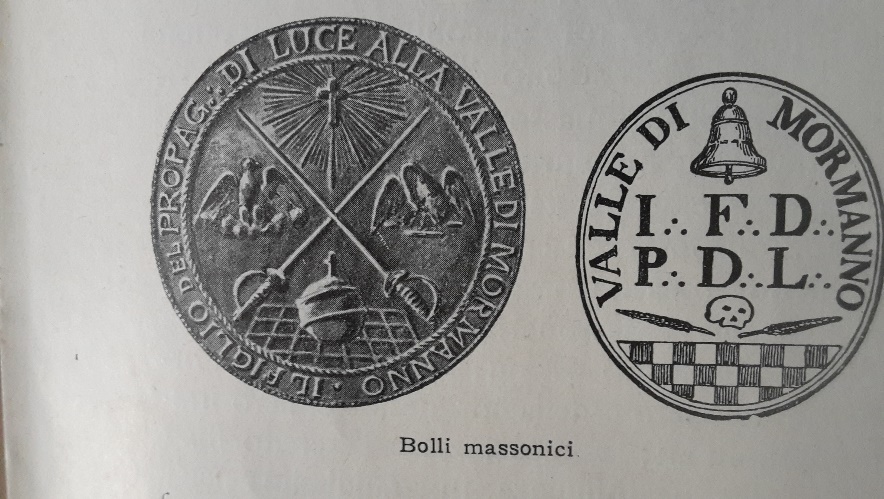 IL FIGLIO DEL PROPAG∴ DI LUCE ALLA VALLE DI MORMANNO ·
VALLE DI MORMANNO
I∴ F∴ D∴
P∴ D∴ L∴
Bolli massonici